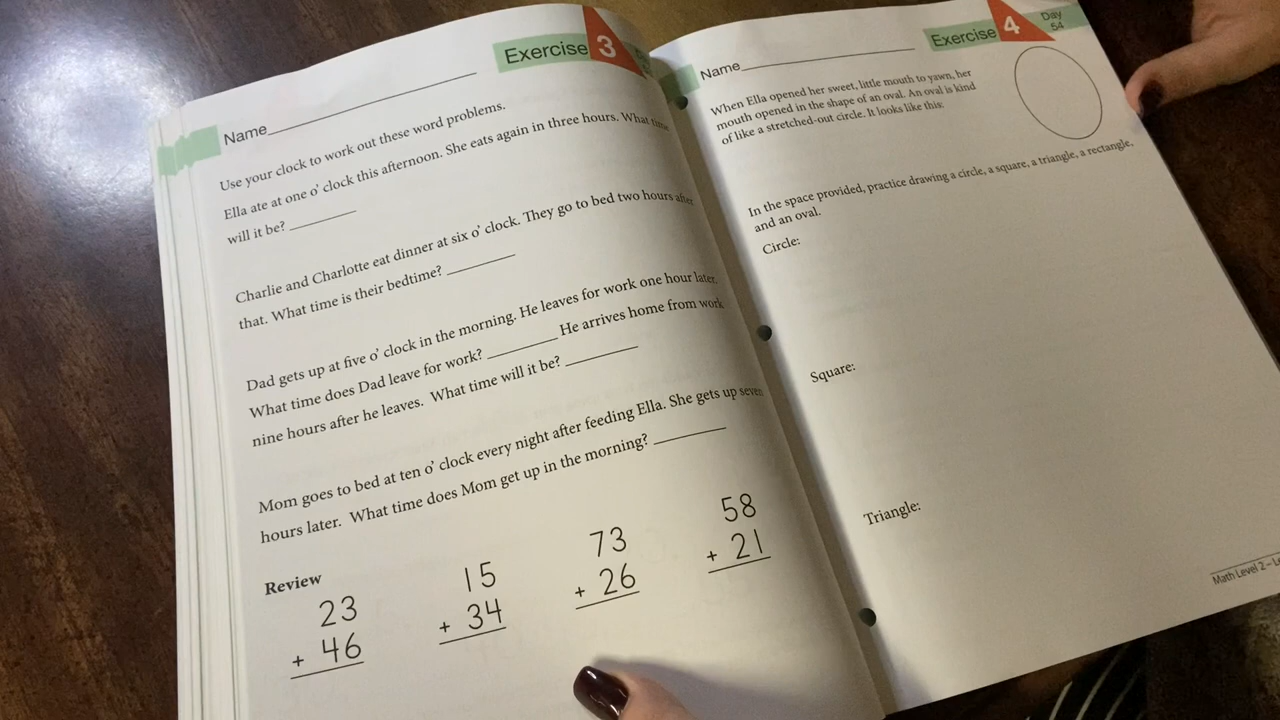 Exercise 3
Name
Use your clock to work out these word problems.
Ella ate at one o' clock this afternoon. She eats again in three hours. What time
will it be?
Charlie and Charlotte eat dinner at six o' clock. They go to bed two hours after
that. What time is their bedtime?
Dad gets up at five o' clock in the morning. He leaves for work one hour later.
What time does Dad leave for work? He arrives home from work
nine hours after he leaves. What time will it be?
Mom goes to bed at ten o' clock every night after feeding Ella. She gets up seven
hours later. What time does Mom get up in the morning?
Review
23
+ 46
15
+ 34
73
+ 26
58
+ 21
Exercise 4 Day
54
Name
When Ella opened her sweet, little mouth to yawn, her
mouth opened in the shape of an oval. An oval is kind
of like a stretched-out circle. It looks like this:
In the space provided, practice drawing a circle, a square, a triangle, a rectangle,
and an oval.
Circle:
Square:
Triangle:
Math Level 2 –